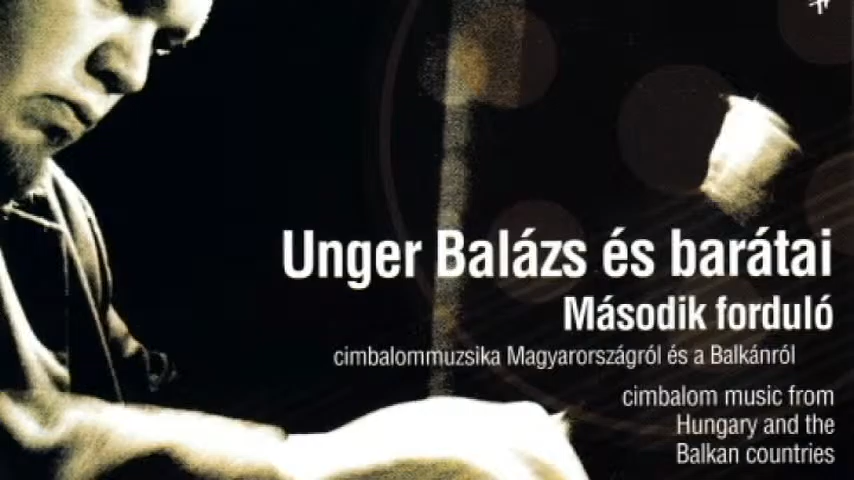 Unger Balázs és barátai
Második forduló
cimbalommuzsika Magyarországról és a Balkánról
cimbalom music from
Hungary and the
Balkan countries